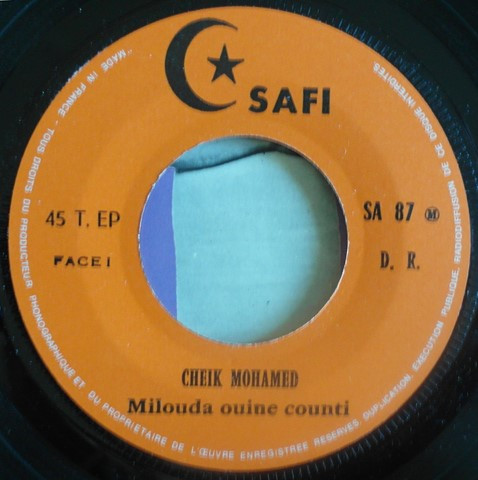 SAFI
45 T. EP
SA 87 M
FACE 1
D. R.
CHEIK MOHAMED
Milouda ouine counti
"MADE IN FRANCE - TOUS DROITS DU PRODUCTEUR PHONOGRAPHIQUE ET DU PROPRIETAIRE DE L'ŒUVRE ENREGISTREE RESERVES. DUPLICATION, EXECUTION PUBLIQUE, RADIODIFFUSION DE CE DISQUE INTERDITES